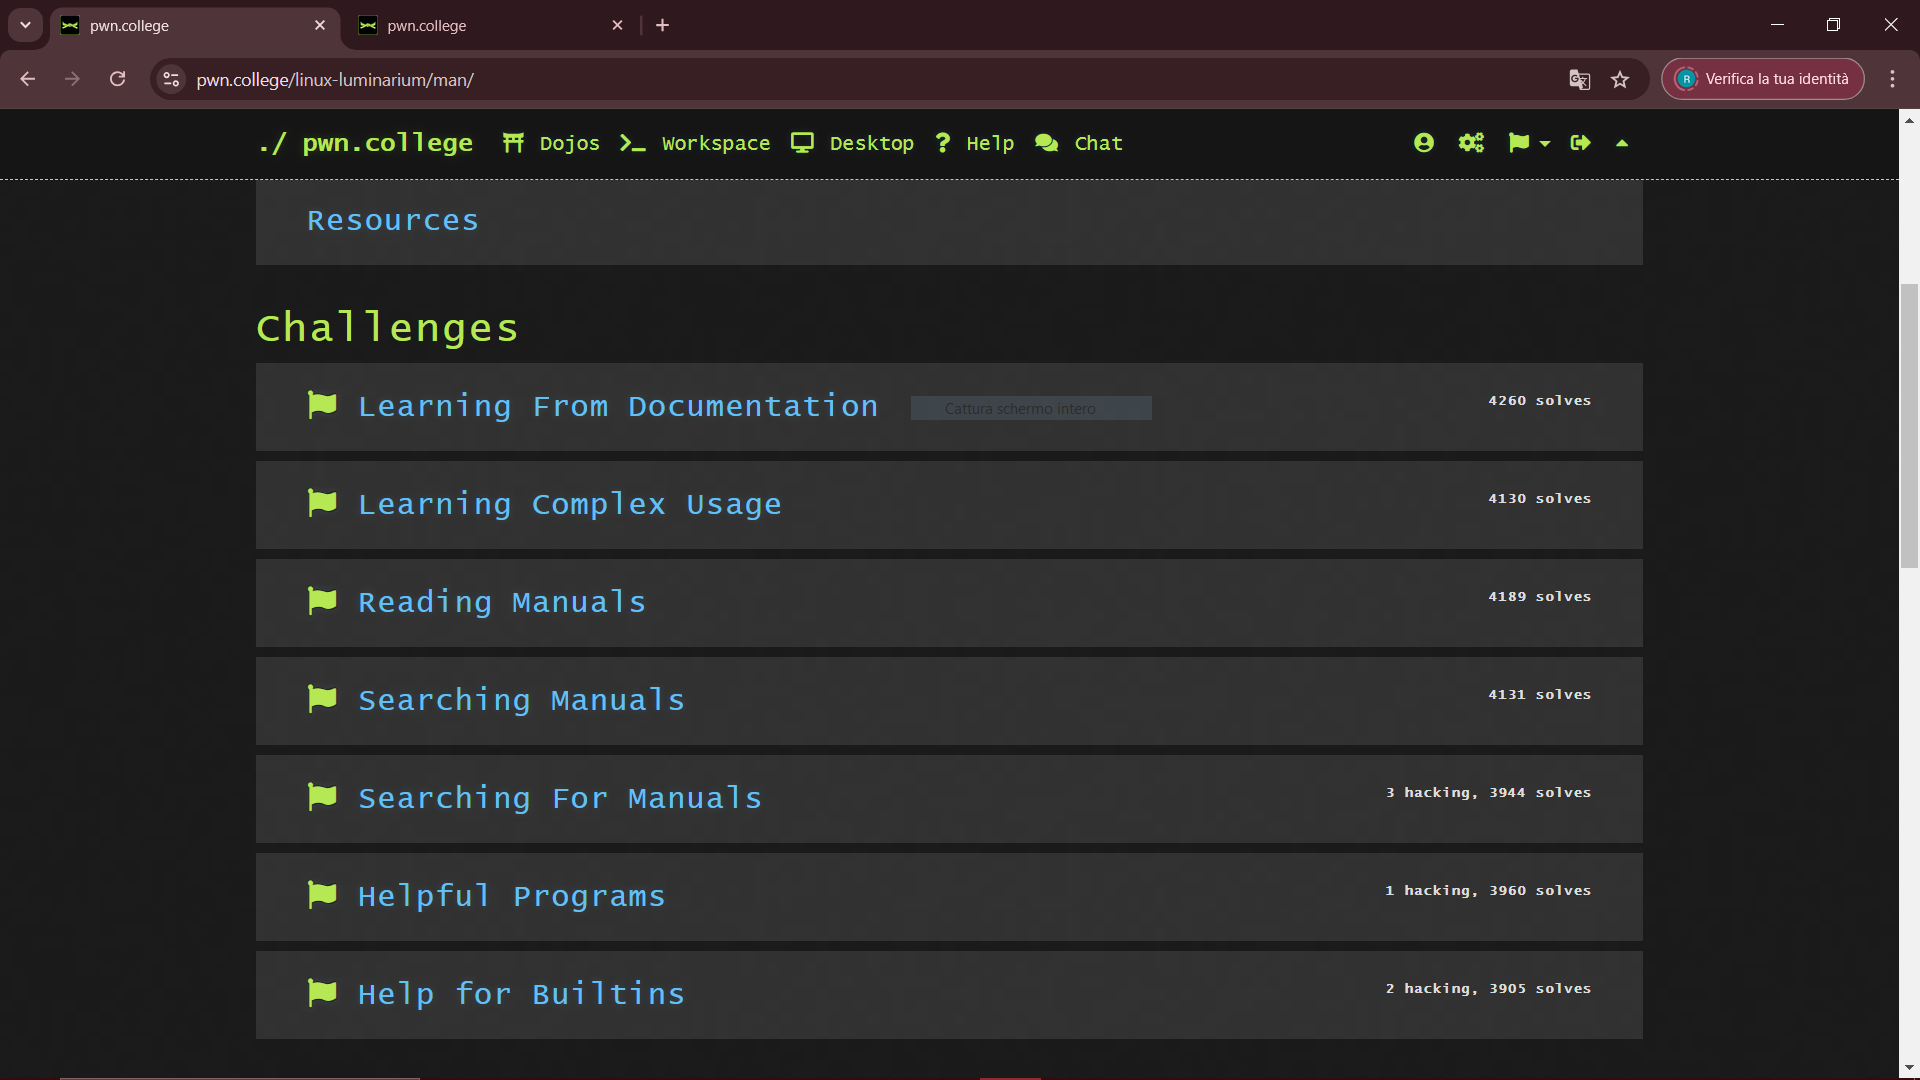 pwn.college
pwn.college
pwn.college/linux-luminarium/man/
R Verifica la tua identità
./ pwn.college Dojos Workspace Desktop Help Chat
Resources
Challenges
Learning From Documentation
Cattura schermo intero
4260 solves
Learning Complex Usage
4130 solves
Reading Manuals
4189 solves
Searching Manuals
4131 solves
Searching For Manuals
3 hacking, 3944 solves
Helpful Programs
1 hacking, 3960 solves
Help for Builtins
2 hacking, 3905 solves